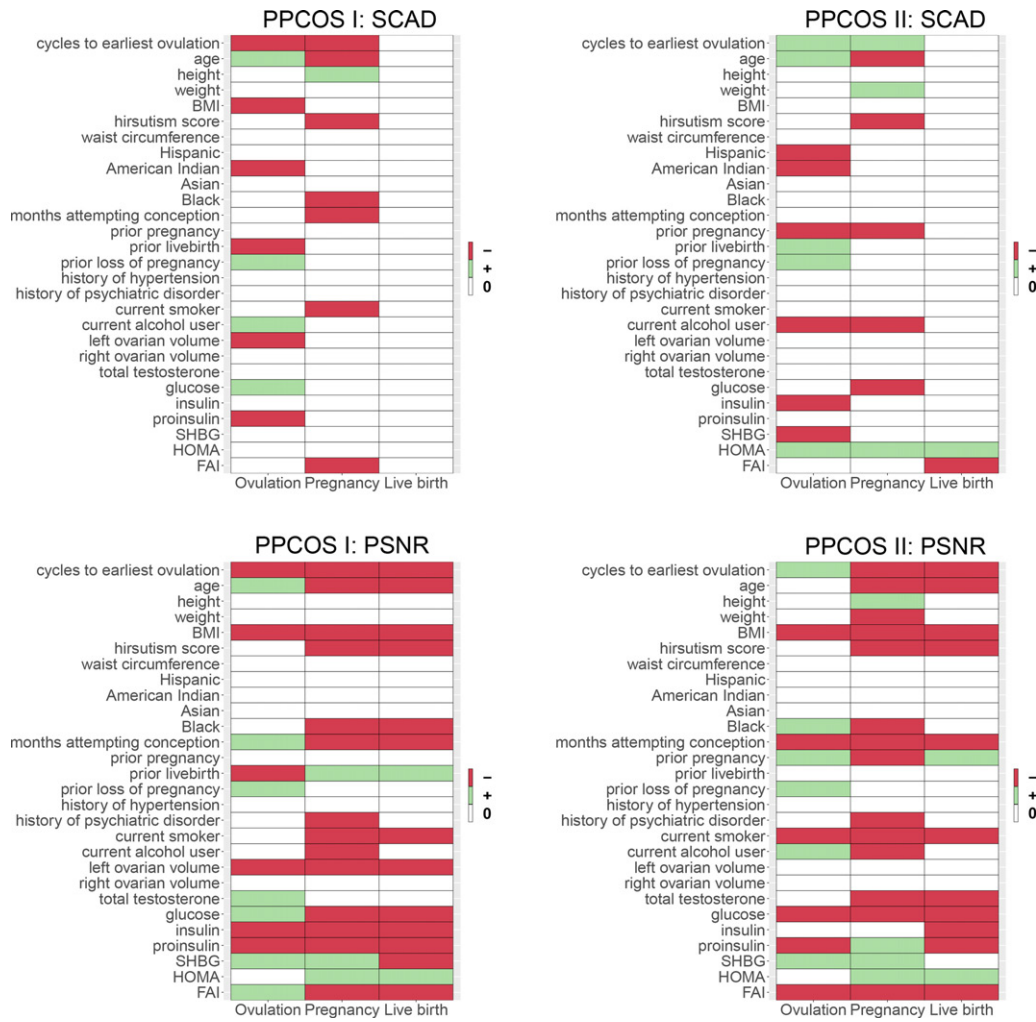 PPCOS I: SCAD
cycles to earliest ovulation
age
height
weight
BMI
hirsutism score
waist circumference
Hispanic
American Indian
Asian
Black
months attempting conception
prior pregnancy
prior livebirth
prior loss of pregnancy
history of hypertension
history of psychiatric disorder
current smoker
current alcohol user
left ovarian volume
right ovarian volume
total testosterone
glucose
insulin
proinsulin
SHBG
HOMA
FAI
Ovulation Pregnancy Live birth
−
+
0
PPCOS II: SCAD
cycles to earliest ovulation
age
height
weight
BMI
hirsutism score
waist circumference
Hispanic
American Indian
Asian
Black
months attempting conception
prior pregnancy
prior livebirth
prior loss of pregnancy
history of hypertension
history of psychiatric disorder
current smoker
current alcohol user
left ovarian volume
right ovarian volume
total testosterone
glucose
insulin
proinsulin
SHBG
HOMA
FAI
Ovulation Pregnancy Live birth
−
+
0
PPCOS I: PSNR
cycles to earliest ovulation
age
height
weight
BMI
hirsutism score
waist circumference
Hispanic
American Indian
Asian
Black
months attempting conception
prior pregnancy
prior livebirth
prior loss of pregnancy
history of hypertension
history of psychiatric disorder
current smoker
current alcohol user
left ovarian volume
right ovarian volume
total testosterone
glucose
insulin
proinsulin
SHBG
HOMA
FAI
Ovulation Pregnancy Live birth
−
+
0
PPCOS II: PSNR
cycles to earliest ovulation
age
height
weight
BMI
hirsutism score
waist circumference
Hispanic
American Indian
Asian
Black
months attempting conception
prior pregnancy
prior livebirth
prior loss of pregnancy
history of hypertension
history of psychiatric disorder
current smoker
current alcohol user
left ovarian volume
right ovarian volume
total testosterone
glucose
insulin
proinsulin
SHBG
HOMA
FAI
Ovulation Pregnancy Live birth
−
+
0